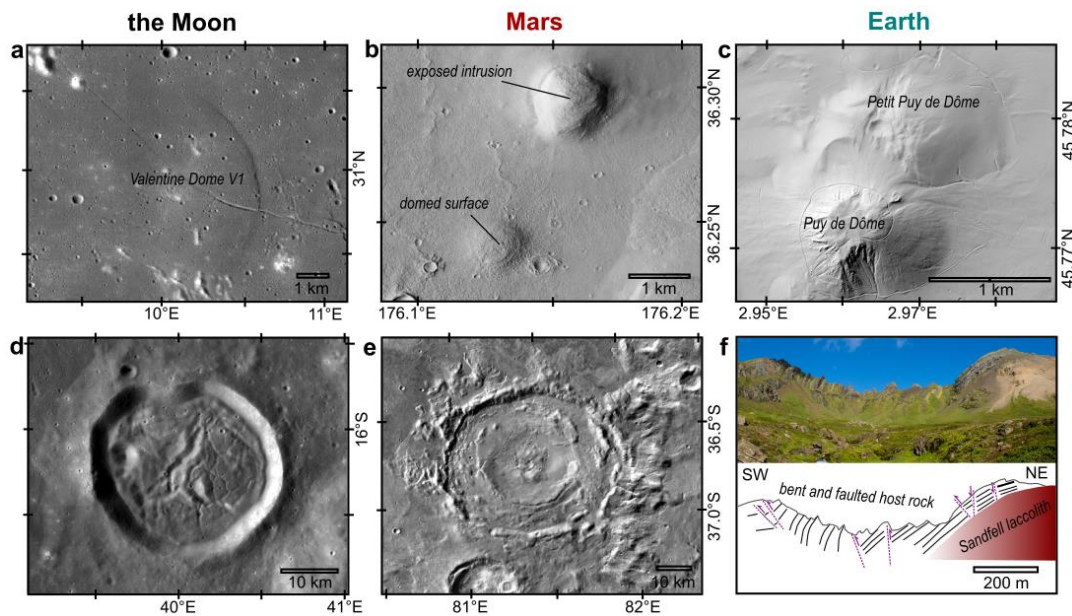 the Moon
Mars
Earth
a
Valentine Dome V1
1 km
31°N
10°E
11°E
b
exposed intrusion
domed surface
1 km
36.30°N
36.25°N
176.1°E
176.2°E
c
Petit Puy de Dôme
Puy de Dôme
1 km
45.78°N
45.77°N
2.95°E
2.97°E
d
10 km
16°S
40°E
41°E
e
10 km
36.5°S
37.0°S
81°E
82°E
f
SW
NE
bent and faulted host rock
Sandfell laccolith
200 m